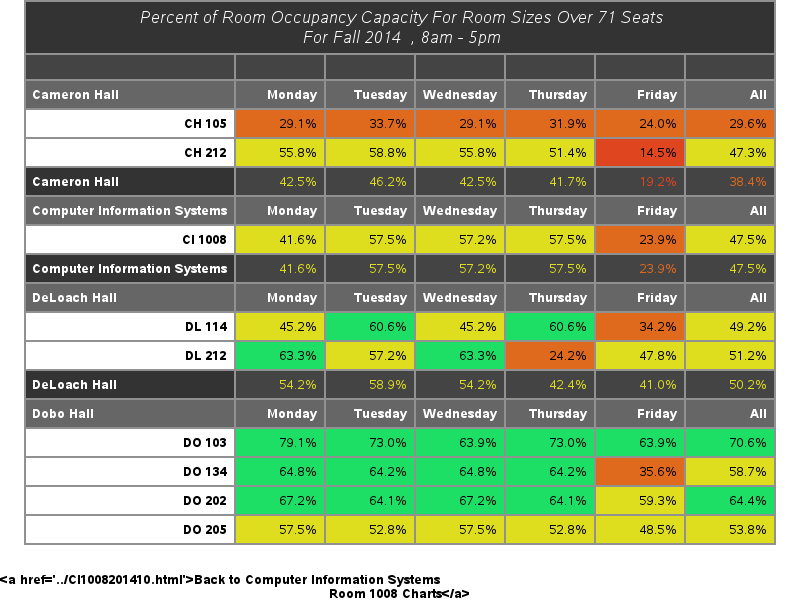 Percent of Room Occupancy Capacity For Room Sizes Over 71 Seats
For Fall 2014 , 8am - 5pm
Cameron Hall Monday Tuesday Wednesday Thursday Friday All
CH 105 29.1% 33.7% 29.1% 31.9% 24.0% 29.6%
CH 212 55.8% 58.8% 55.8% 51.4% 14.5% 47.3%
Cameron Hall 42.5% 46.2% 42.5% 41.7% 19.2% 38.4%
Computer Information Systems Monday Tuesday Wednesday Thursday Friday All
CI 1008 41.6% 57.5% 57.2% 57.5% 23.9% 47.5%
Computer Information Systems 41.6% 57.5% 57.2% 57.5% 23.9% 47.5%
DeLoach Hall Monday Tuesday Wednesday Thursday Friday All
DL 114 45.2% 60.6% 45.2% 60.6% 34.2% 49.2%
DL 212 63.3% 57.2% 63.3% 24.2% 47.8% 51.2%
DeLoach Hall 54.2% 58.9% 54.2% 42.4% 41.0% 50.2%
Dobo Hall Monday Tuesday Wednesday Thursday Friday All
DO 103 79.1% 73.0% 63.9% 73.0% 63.9% 70.6%
DO 134 64.8% 64.2% 64.8% 64.2% 35.6% 58.7%
DO 202 67.2% 64.1% 67.2% 64.1% 59.3% 64.4%
DO 205 57.5% 52.8% 57.5% 52.8% 48.5% 53.8%
<a href='../CI1008201410.html'>Back to Computer Information Systems
Room 1008 Charts</a>